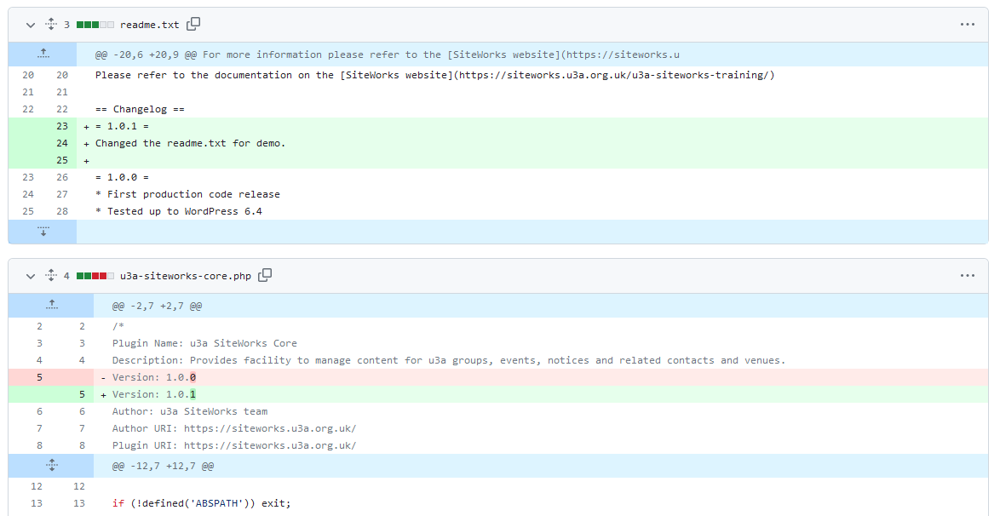 3 readme.txt
@@ -20,6 +20,9 @@ For more information please refer to the [SiteWorks website](https://siteworks.u
20 20 Please refer to the documentation on the [SiteWorks website](https://siteworks.u3a.org.uk/u3a-siteworks-training/)
21 21
22 22 == Changelog ==
23 + = 1.0.1 =
24 + Changed the readme.txt for demo.
25 +
23 26 = 1.0.0 =
24 27 * First production code release
25 28 * Tested up to WordPress 6.4
4 u3a-siteworks-core.php
@@ -2,7 +2,7 @@
2 2 /*
3 3 Plugin Name: u3a SiteWorks Core
4 4 Description: Provides facility to manage content for u3a groups, events, notices and related contacts and venues.
5 - Version: 1.0.0
5 + Version: 1.0.1
6 6 Author: u3a SiteWorks team
7 7 Author URI: https://siteworks.u3a.org.uk/
8 8 Plugin URI: https://siteworks.u3a.org.uk/
@@ -12,7 +12,7 @@
12 12
13 13 if (!defined('ABSPATH')) exit;